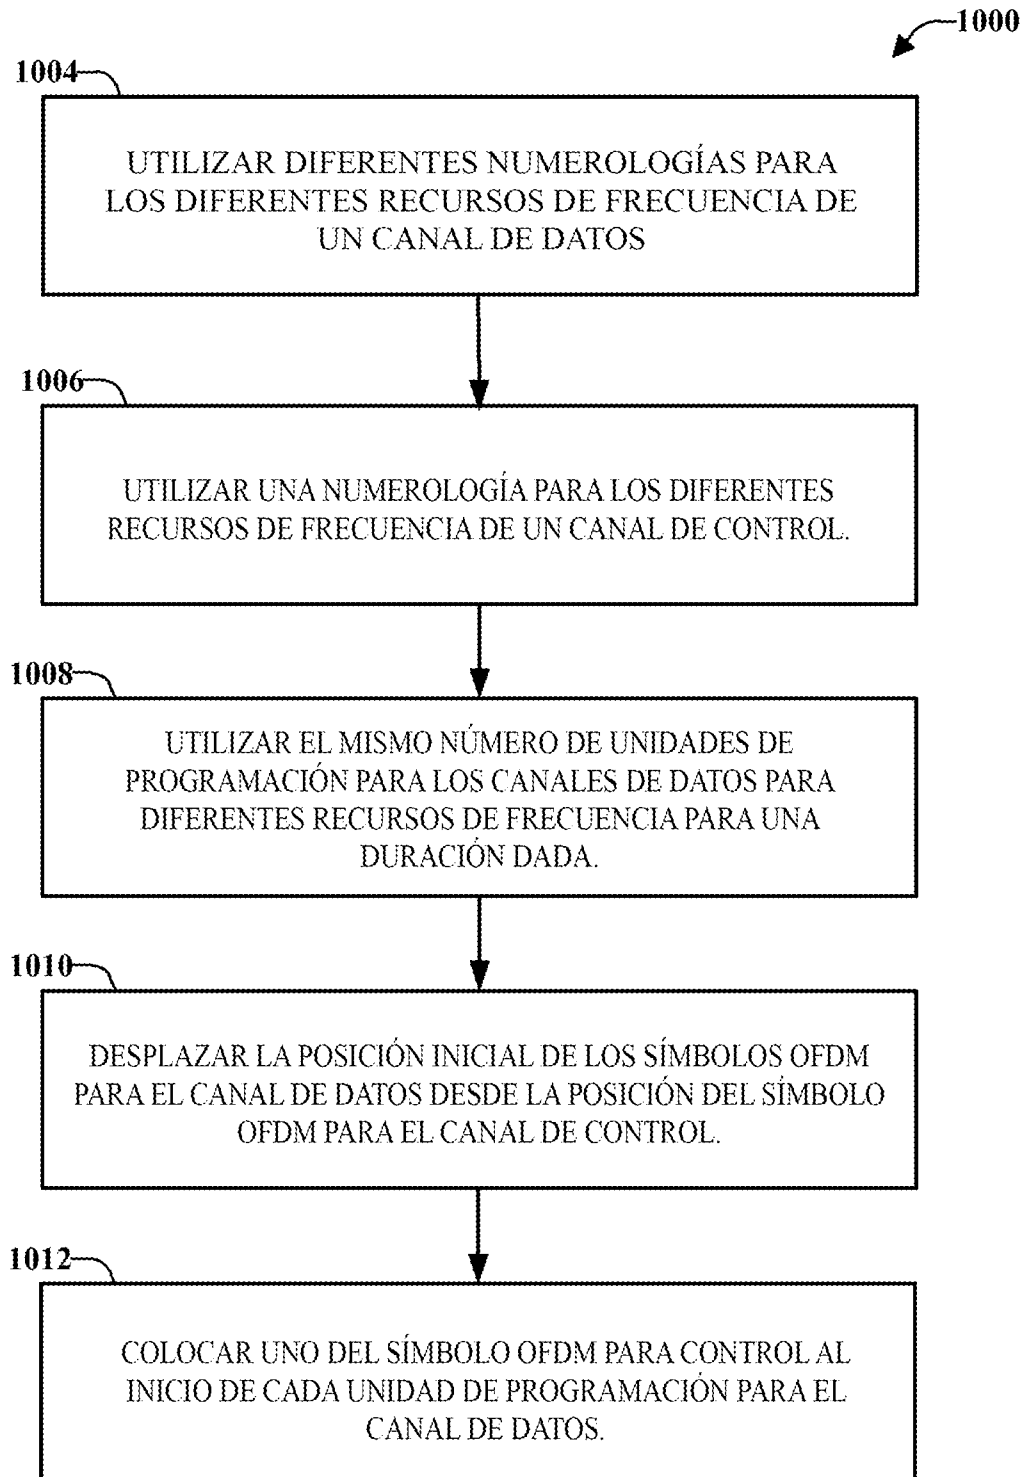 1000
1004
UTILIZAR DIFERENTES NUMEROLOGÍAS PARA
LOS DIFERENTES RECURSOS DE FRECUENCIA DE
UN CANAL DE DATOS
1006
UTILIZAR UNA NUMEROLOGÍA PARA LOS DIFERENTES
RECURSOS DE FRECUENCIA DE UN CANAL DE CONTROL.
1008
UTILIZAR EL MISMO NÚMERO DE UNIDADES DE
PROGRAMACIÓN PARA LOS CANALES DE DATOS PARA
DIFERENTES RECURSOS DE FRECUENCIA PARA UNA
DURACIÓN DADA.
1010
DESPLAZAR LA POSICIÓN INICIAL DE LOS SÍMBOLOS OFDM
PARA EL CANAL DE DATOS DESDE LA POSICIÓN DEL SÍMBOLO
OFDM PARA EL CANAL DE CONTROL.
1012
COLOCAR UNO DEL SÍMBOLO OFDM PARA CONTROL AL
INICIO DE CADA UNIDAD DE PROGRAMACIÓN PARA EL
CANAL DE DATOS.